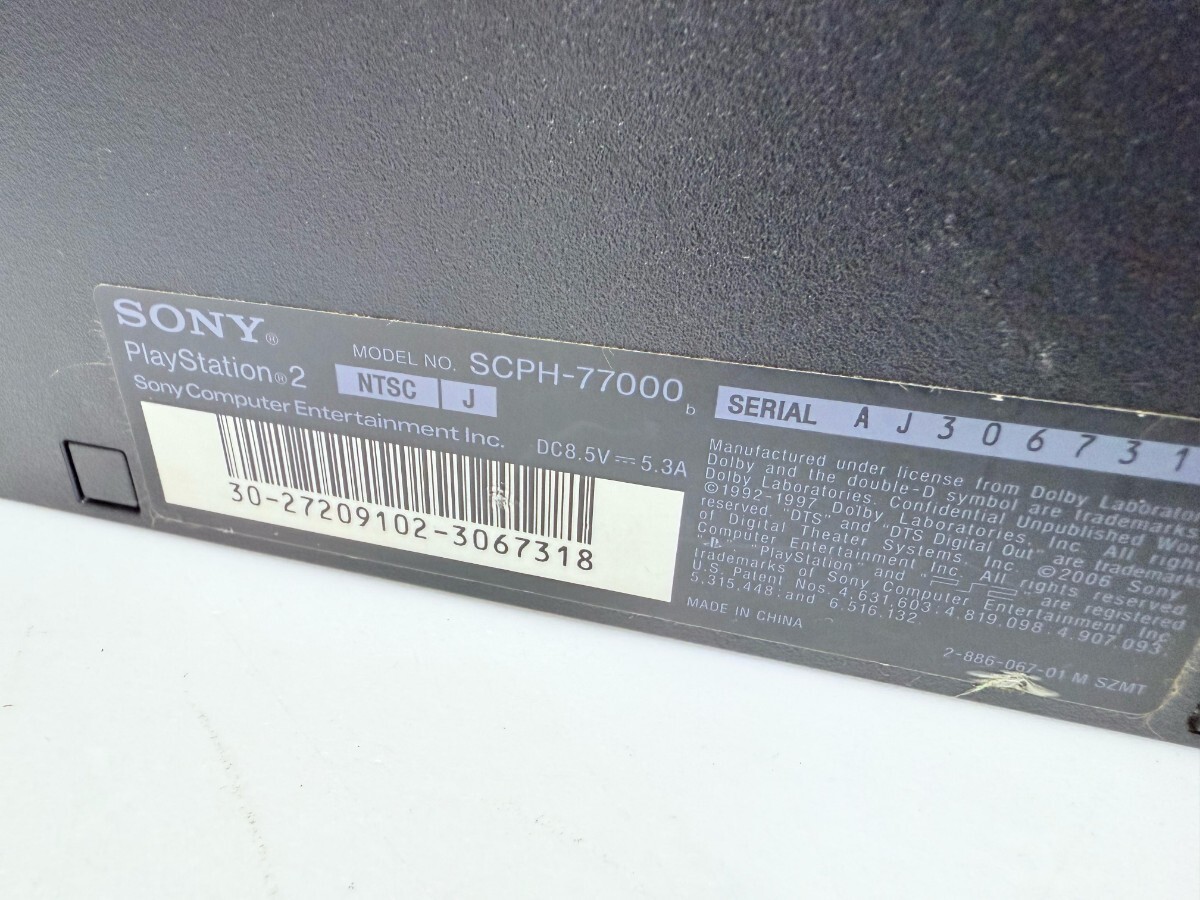 SONY®
PlayStation®2
MODEL NO. SCPH-77000 b
NTSC J
Sony Computer Entertainment Inc.
DC8.5V ⎓ 5.3A
30-27209102-3067318
SERIAL AJ306731
Manufactured under license from Dolby Laborator
Dolby and the double-D symbol are trademarks
Dolby Laboratories. Confidential Unpublished Wor
©1992-1997 Dolby Laboratories, Inc. All right
reserved. "DTS" and "DTS Digital Out" are trademark
of Digital Theater Systems, Inc. ©2006 Sony
Computer Entertainment Inc. All rights reserved.
" ", "PlayStation" and " " are registered
trademarks of Sony Computer Entertainment Inc.
U.S. Patent Nos. 4,631,603; 4,819,098; 4,907,093;
5,315,448; and 6,516,132.
MADE IN CHINA
2-886-067-01 M SZMT